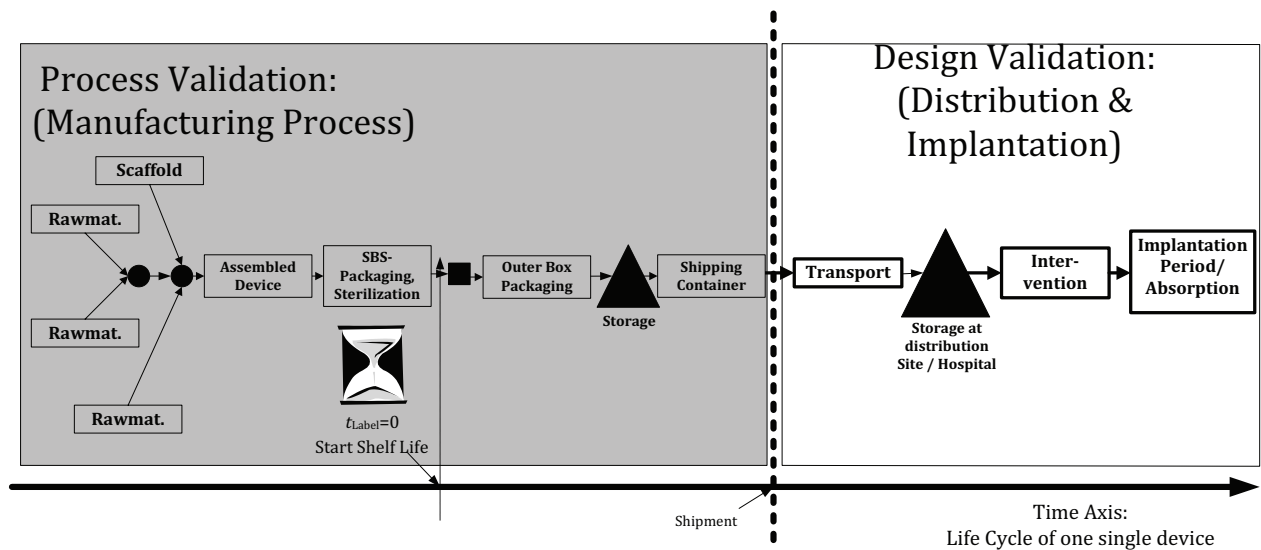 Process Validation:
(Manufacturing Process)
Design Validation:
(Distribution &
Implantation)
Scaffold
Rawmat.
Rawmat.
Rawmat.
Assembled
Device
SBS-
Packaging,
Sterilization
Outer Box
Packaging
Storage
Shipping
Container
Transport
Storage at
distribution
Site / Hospital
Inter-
vention
Implantation
Period/
Absorption
tLabel=0
Start Shelf Life
Shipment
Time Axis:
Life Cycle of one single device